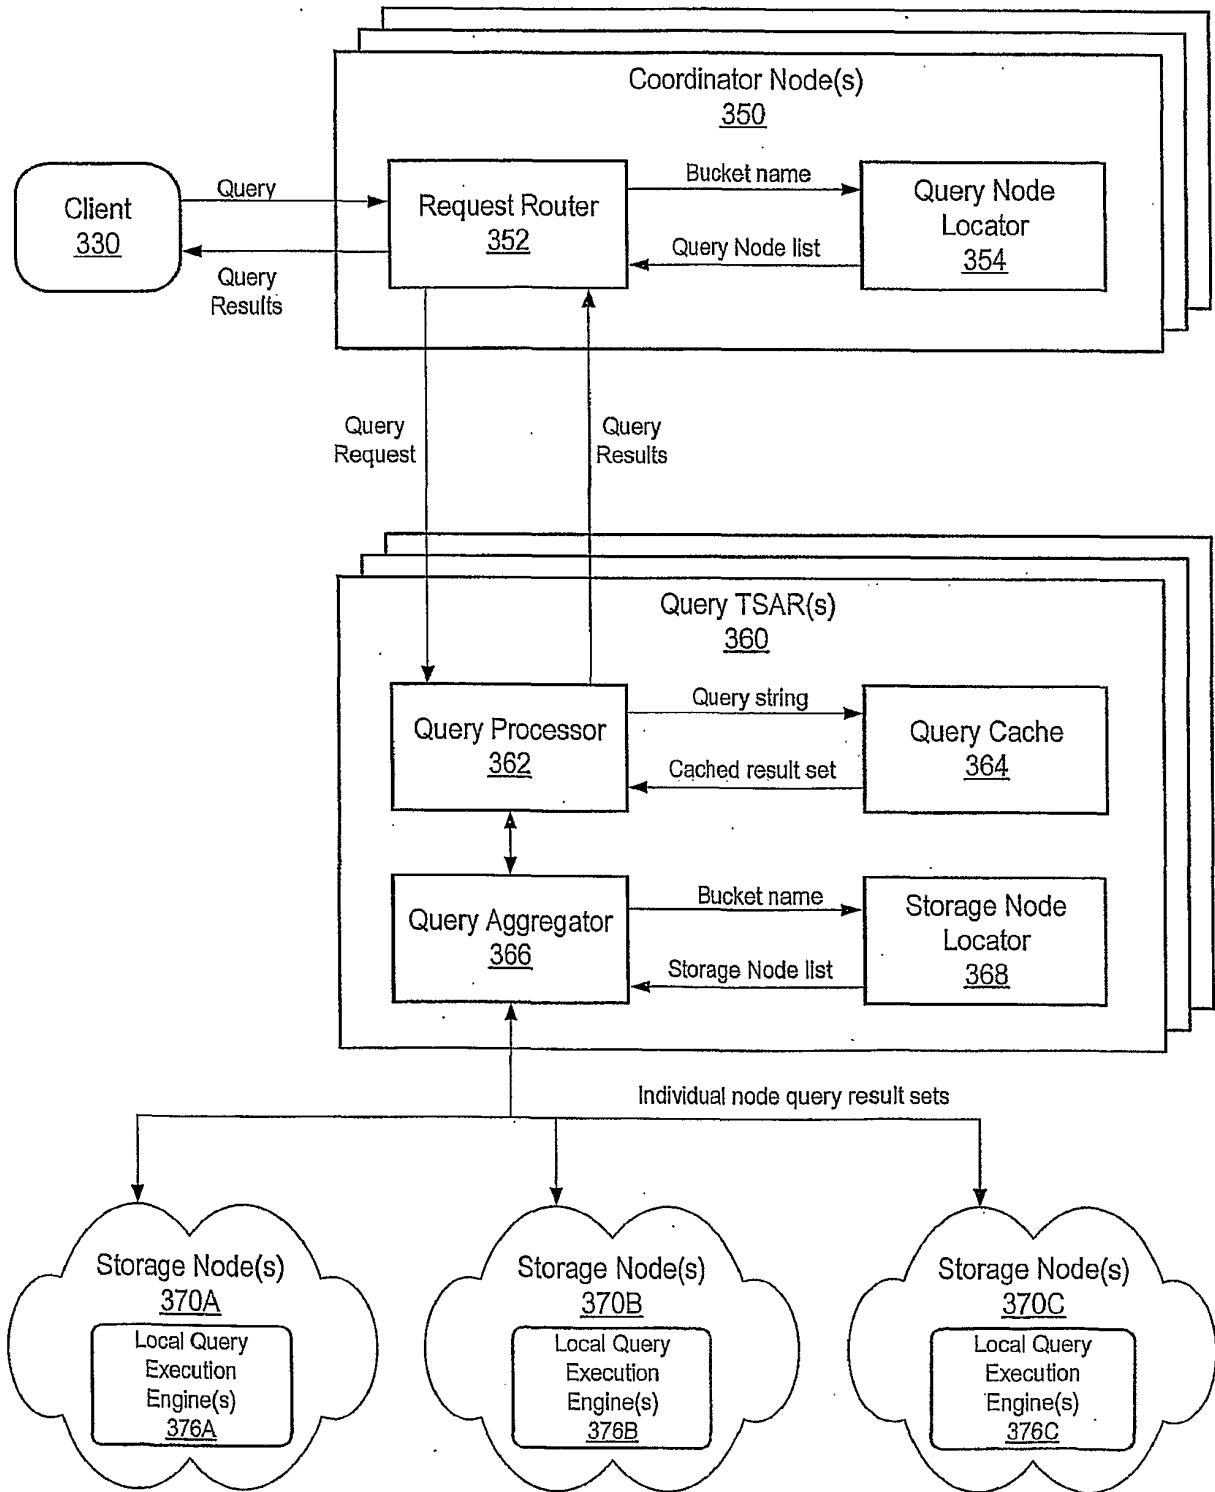 Coordinator Node(s)
350
Client
330
Query
Query
Results
Request Router
352
Bucket name
Query Node list
Query Node
Locator
354
Query
Request
Query
Results
Query TSAR(s)
360
Query Processor
362
Query string
Cached result set
Query Cache
364
Query Aggregator
366
Bucket name
Storage Node list
Storage Node
Locator
368
Individual node query result sets
Storage Node(s)
370A
Local Query
Execution
Engine(s)
376A
Storage Node(s)
370B
Local Query
Execution
Engine(s)
376B
Storage Node(s)
370C
Local Query
Execution
Engine(s)
376C